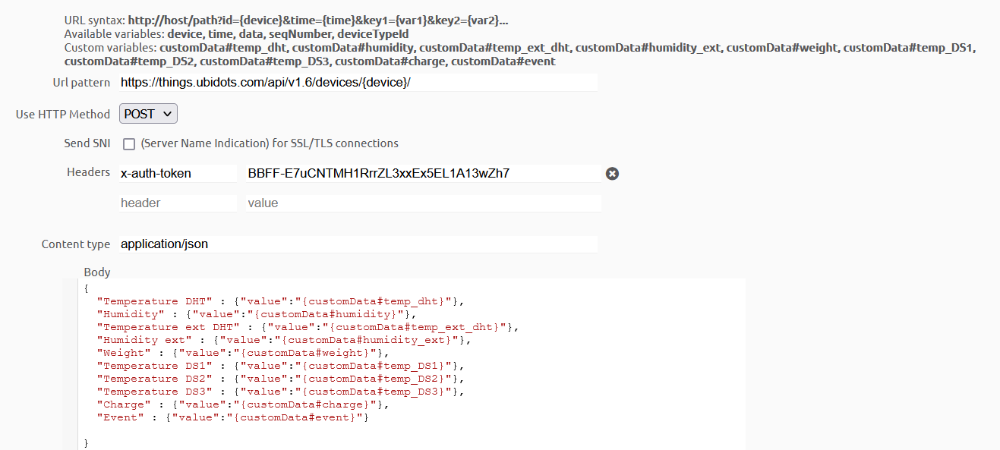 URL syntax: http://host/path?id={device}&time={time}&key1={var1}&key2={var2}...
Available variables: device, time, data, seqNumber, deviceTypeId
Custom variables: customData#temp_dht, customData#humidity, customData#temp_ext_dht, customData#humidity_ext, customData#weight, customData#temp_DS1,
customData#temp_DS2, customData#temp_DS3, customData#charge, customData#event
Url pattern https://things.ubidots.com/api/v1.6/devices/{device}/
Use HTTP Method POST
Send SNI (Server Name Indication) for SSL/TLS connections
Headers x-auth-token BBFF-E7uCNTMH1RrrZL3xxEx5EL1A13wZh7
header value
Content type application/json
Body
{
"Temperature DHT" : {"value":"{customData#temp_dht}"},
"Humidity" : {"value":"{customData#humidity}"},
"Temperature ext DHT" : {"value":"{customData#temp_ext_dht}"},
"Humidity ext" : {"value":"{customData#humidity_ext}"},
"Weight" : {"value":"{customData#weight}"},
"Temperature DS1" : {"value":"{customData#temp_DS1}"},
"Temperature DS2" : {"value":"{customData#temp_DS2}"},
"Temperature DS3" : {"value":"{customData#temp_DS3}"},
"Charge" : {"value":"{customData#charge}"},
"Event" : {"value":"{customData#event}"}
}